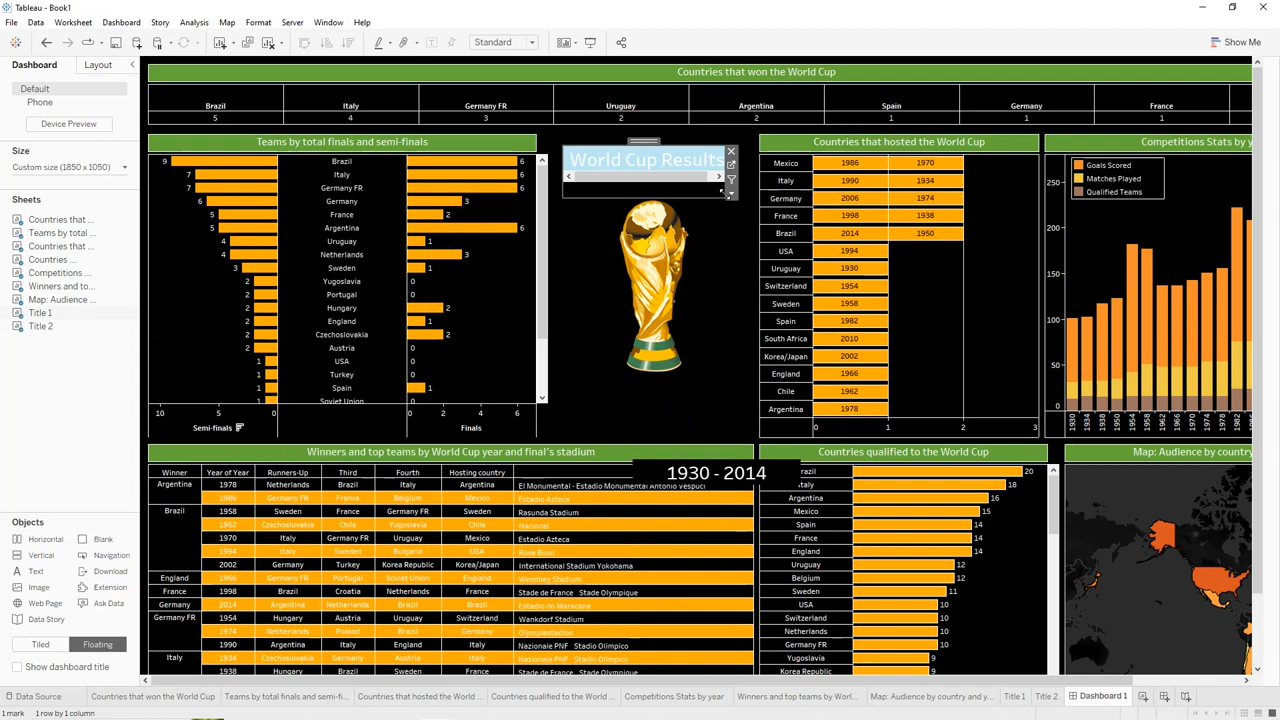 Tableau - Book1
File Data Worksheet Dashboard Story Analysis Map Format Server Window Help
Standard Show Me
Dashboard Layout
Default
Phone
Device Preview
Size
Custom size (1850 x 1050)
Sheets
Countries that ...
Teams by total ...
Countries that ...
Countries ...
Competitions ...
Winners and to...
Map: Audience ...
Title 1
Title 2
Objects
Horizontal Blank
Vertical Navigation
Text Download
Image Extension
Web Page Ask Data
Data Story
Tiled Floating
Show dashboard title
Countries that won the World Cup
Brazil Italy Germany FR Uruguay Argentina Spain Germany France
5 4 3 2 2 1 1 1
Teams by total finals and semi-finals
9 Brazil 6
7 Italy 6
7 Germany FR 6
6 Germany 3
5 France 2
5 Argentina 6
4 Uruguay 1
4 Netherlands 3
3 Sweden 1
2 Yugoslavia 0
2 Portugal 0
2 Hungary 2
2 England 1
2 Czechoslovakia 2
2 Austria 0
1 USA 0
1 Turkey 0
1 Spain 1
1 Soviet Union 0
10 5 0 0 2 4 6
Semi-finals Finals
World Cup Results
Countries that hosted the World Cup
Mexico 1986 1970
Italy 1990 1934
Germany 2006 1974
France 1998 1938
Brazil 2014 1950
USA 1994
Uruguay 1930
Switzerland 1954
Sweden 1958
Spain 1982
South Africa 2010
Korea/Japan 2002
England 1966
Chile 1962
Argentina 1978
0 1 2 3
Competitions Stats by y
Goals Scored
Matches Played
Qualified Teams
250
200
150
100
50
0
1930 1934 1938 1950 1954 1958 1962 1966 1970 1974 1978 1982
Winners and top teams by World Cup year and final's stadium
1930 - 2014
Winner Year of Year Runners-Up Third Fourth Hosting country
Argentina 1978 Netherlands Brazil Italy Argentina El Monumental - Estadio Monumental Antonio Vespuci
1986 Germany FR France Belgium Mexico Estadio Azteca
Brazil 1958 Sweden France Germany FR Sweden Rasunda Stadium
1962 Czechoslovakia Chile Yugoslavia Chile Nacional
1970 Italy Germany FR Uruguay Mexico Estadio Azteca
1994 Italy Sweden Bulgaria USA Rose Bowl
2002 Germany Turkey Korea Republic Korea/Japan International Stadium Yokohama
England 1966 Germany FR Portugal Soviet Union England Wembley Stadium
France 1998 Brazil Croatia Netherlands France Stade de France Stade Olympique
Germany 2014 Argentina Netherlands Brazil Brazil Estadio do Maracana
Germany FR 1954 Hungary Austria Uruguay Switzerland Wankdorf Stadium
1974 Netherlands Poland Brazil Germany Olympiastadion
1990 Argentina Italy England Italy Nazionale PNF Stadio Olimpico
Italy 1934 Czechoslovakia Germany Austria Italy Nazionale PNF Stadio Olimpico
1938 Hungary Brazil Sweden France Stade de France Stade Olympique
Countries qualified to the World Cup
Brazil 20
Italy 18
Argentina 16
Mexico 15
Spain 14
France 14
England 14
Uruguay 12
Belgium 12
Sweden 11
USA 10
Switzerland 10
Netherlands 10
Germany FR 10
Yugoslavia 9
Korea Republic 9
Map: Audience by country
Data Source Countries that won the World Cup Teams by total finals and semi-fi... Countries that hosted the World ... Countries qualified to the World ... Competitions Stats by year Winners and top teams by Worl... Map: Audience by country and y... Title 1 Title 2 Dashboard 1
1 mark 1 row by 1 column